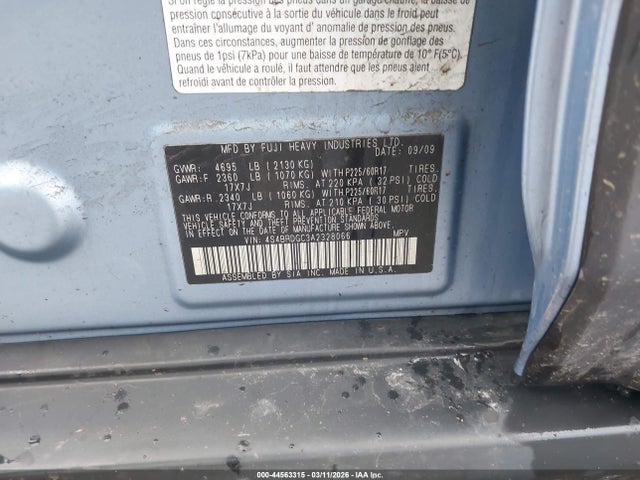 Si on règle la pression des pneus dans un garage chauffé, la baisse de
pression consécutive à la sortie du véhicule dans le froid peut entraîner
l'allumage du voyant d' anomalie de pression des pneus.
Dans ces circonstances, augmenter la pression de gonflage
des pneus de 1psi (7kPa) pour une baisse de température de 10° F(5°C).
Quand le véhicule a roulé, il faut attendre que les pneus aient
refroidi avant de contrôler la pression.
MFD BY FUJI HEAVY INDUSTRIES LTD.
DATE: 09/09
GVWR: 4695 LB (2130 KG)
GAWR:F 2360 LB (1070 KG) WITH P225/60R17 TIRES,
17X7J RIMS, AT 220 KPA (32 PSI) COLD
GAWR:R 2340 LB (1060 KG) WITH P225/60R17 TIRES,
17X7J RIMS, AT 210 KPA (30 PSI) COLD
THIS VEHICLE CONFORMS TO ALL APPLICABLE FEDERAL MOTOR
VEHICLE SAFETY AND THEFT PREVENTION STANDARDS IN
EFFECT ON THE DATE OF MANUFACTURE SHOWN ABOVE.
VIN: 4S4BRDGC3A2328066 MPV
ASSEMBLED BY SIA INC. MADE IN U.S.A.
000-44563315 - 03/11/2026 - COPYRIGHT IAA, LLC.